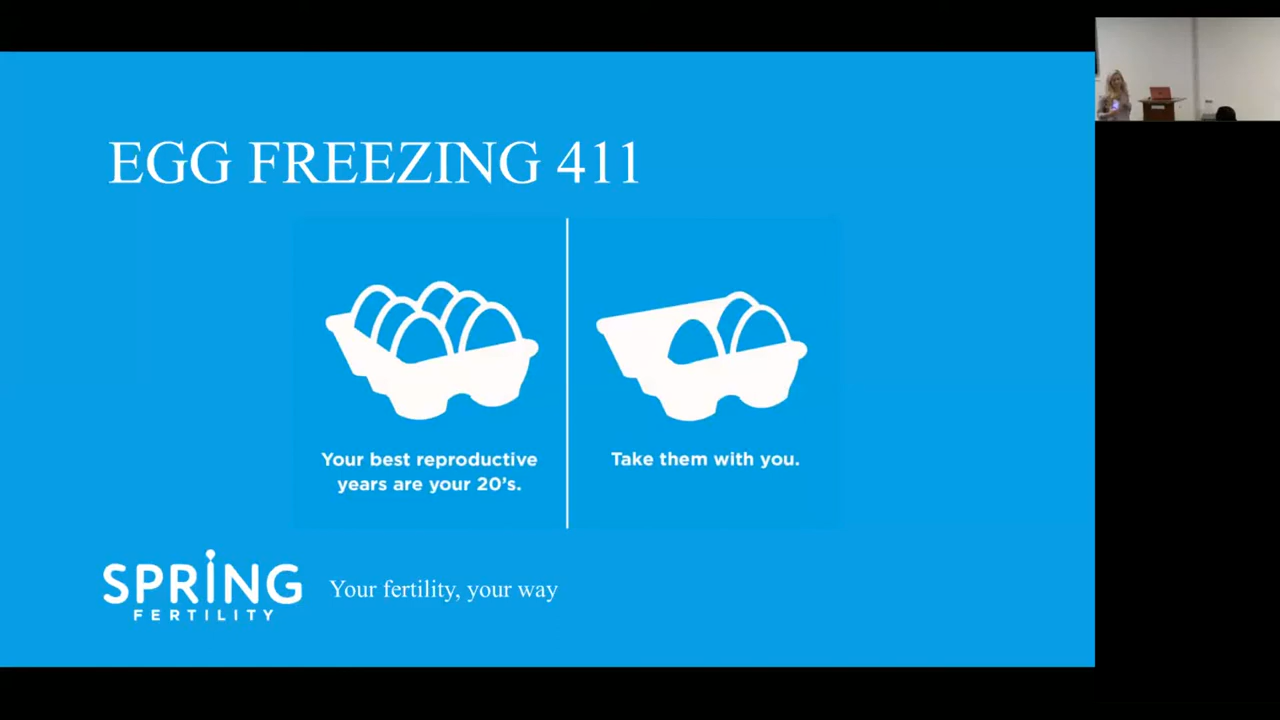 EGG FREEZING 411
Your best reproductive
years are your 20's.
Take them with you.
SPRING
FERTILITY
Your fertility, your way